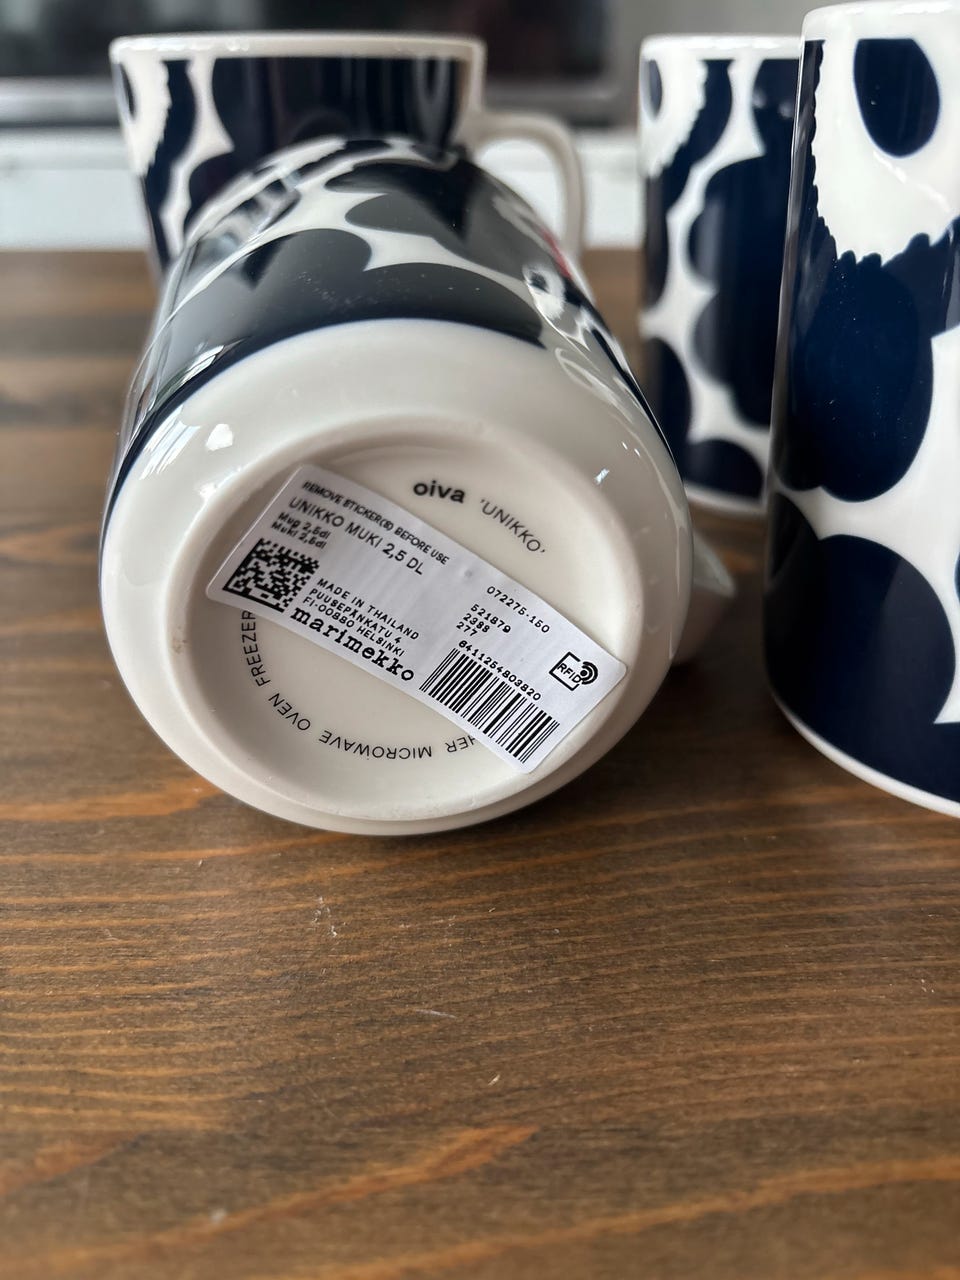 oiva 'UNIKKO'
REMOVE STICKER(S) BEFORE USE
UNIKKO MUKI 2,5 DL
Mug 2,5dl
Muki 2,5dl
MADE IN THAILAND
PUUSEPÄNKATU 4
FI-00880 HELSINKI
marimekko
072275-150
521879
2398
277
6411254803820
RFID
MICROWAVE OVEN FREEZER